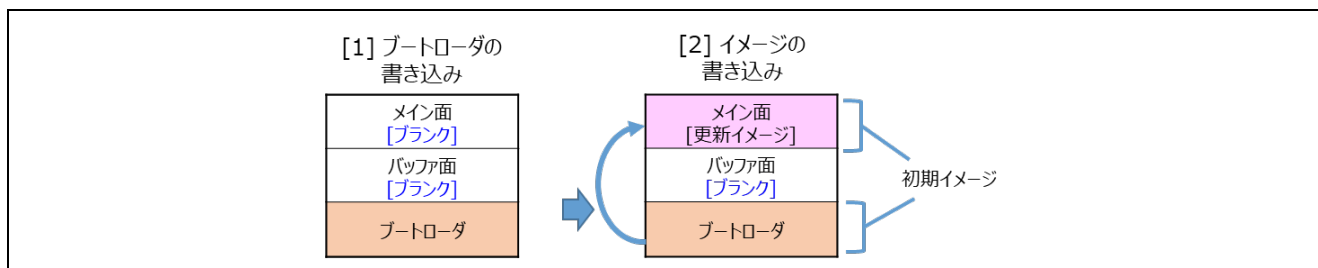 [1] ブートローダの
書き込み
メイン面
[ブランク]
バッファ面
[ブランク]
ブートローダ
[2] イメージの
書き込み
メイン面
[更新イメージ]
バッファ面
[ブランク]
ブートローダ
初期イメージ